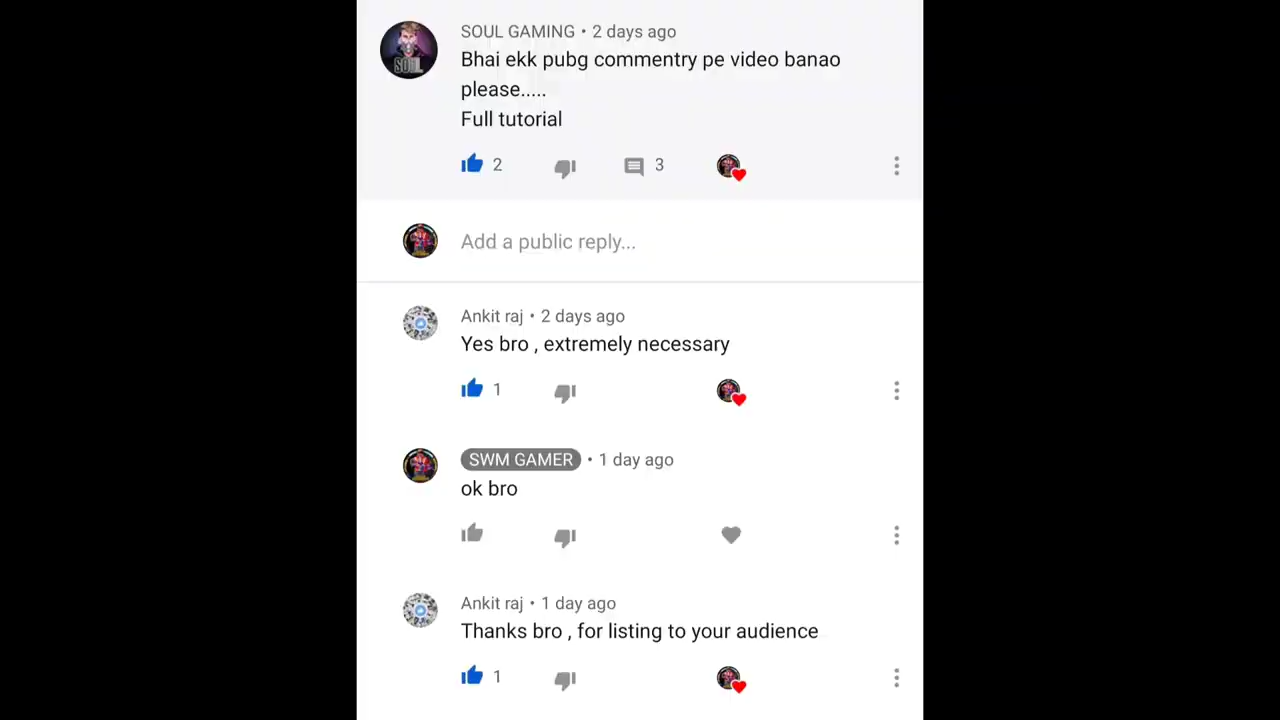 SOUL GAMING • 2 days ago
Bhai ekk pubg commentry pe video banao
please.....
Full tutorial
2
3
Add a public reply...
Ankit raj • 2 days ago
Yes bro , extremely necessary
1
SWM GAMER • 1 day ago
ok bro
Ankit raj • 1 day ago
Thanks bro , for listing to your audience
1